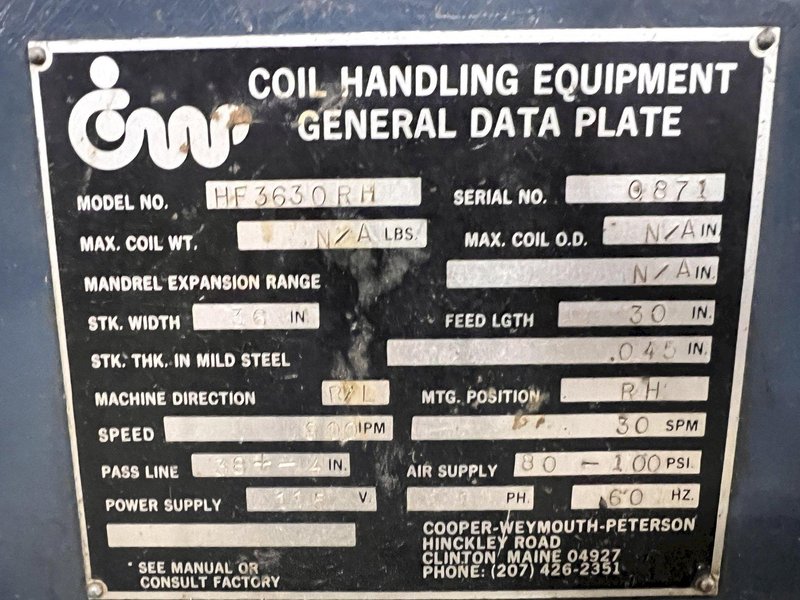 CWP
COIL HANDLING EQUIPMENT
GENERAL DATA PLATE
MODEL NO. HF3630RH SERIAL NO. 0871
MAX. COIL WT. N/A LBS. MAX. COIL O.D. N/A IN.
MANDREL EXPANSION RANGE N/A IN.
STK. WIDTH 36 IN. FEED LGTH 30 IN.
STK. THK. IN MILD STEEL .045 IN.
MACHINE DIRECTION R/L MTG. POSITION RH
SPEED IPM 30 SPM
PASS LINE 38+-2 IN. AIR SUPPLY 80 - 100 PSI.
POWER SUPPLY 115 V. PH. 60 HZ.
COOPER-WEYMOUTH-PETERSON
HINCKLEY ROAD
CLINTON, MAINE 04927
PHONE: (207) 426-2351
* SEE MANUAL OR
CONSULT FACTORY